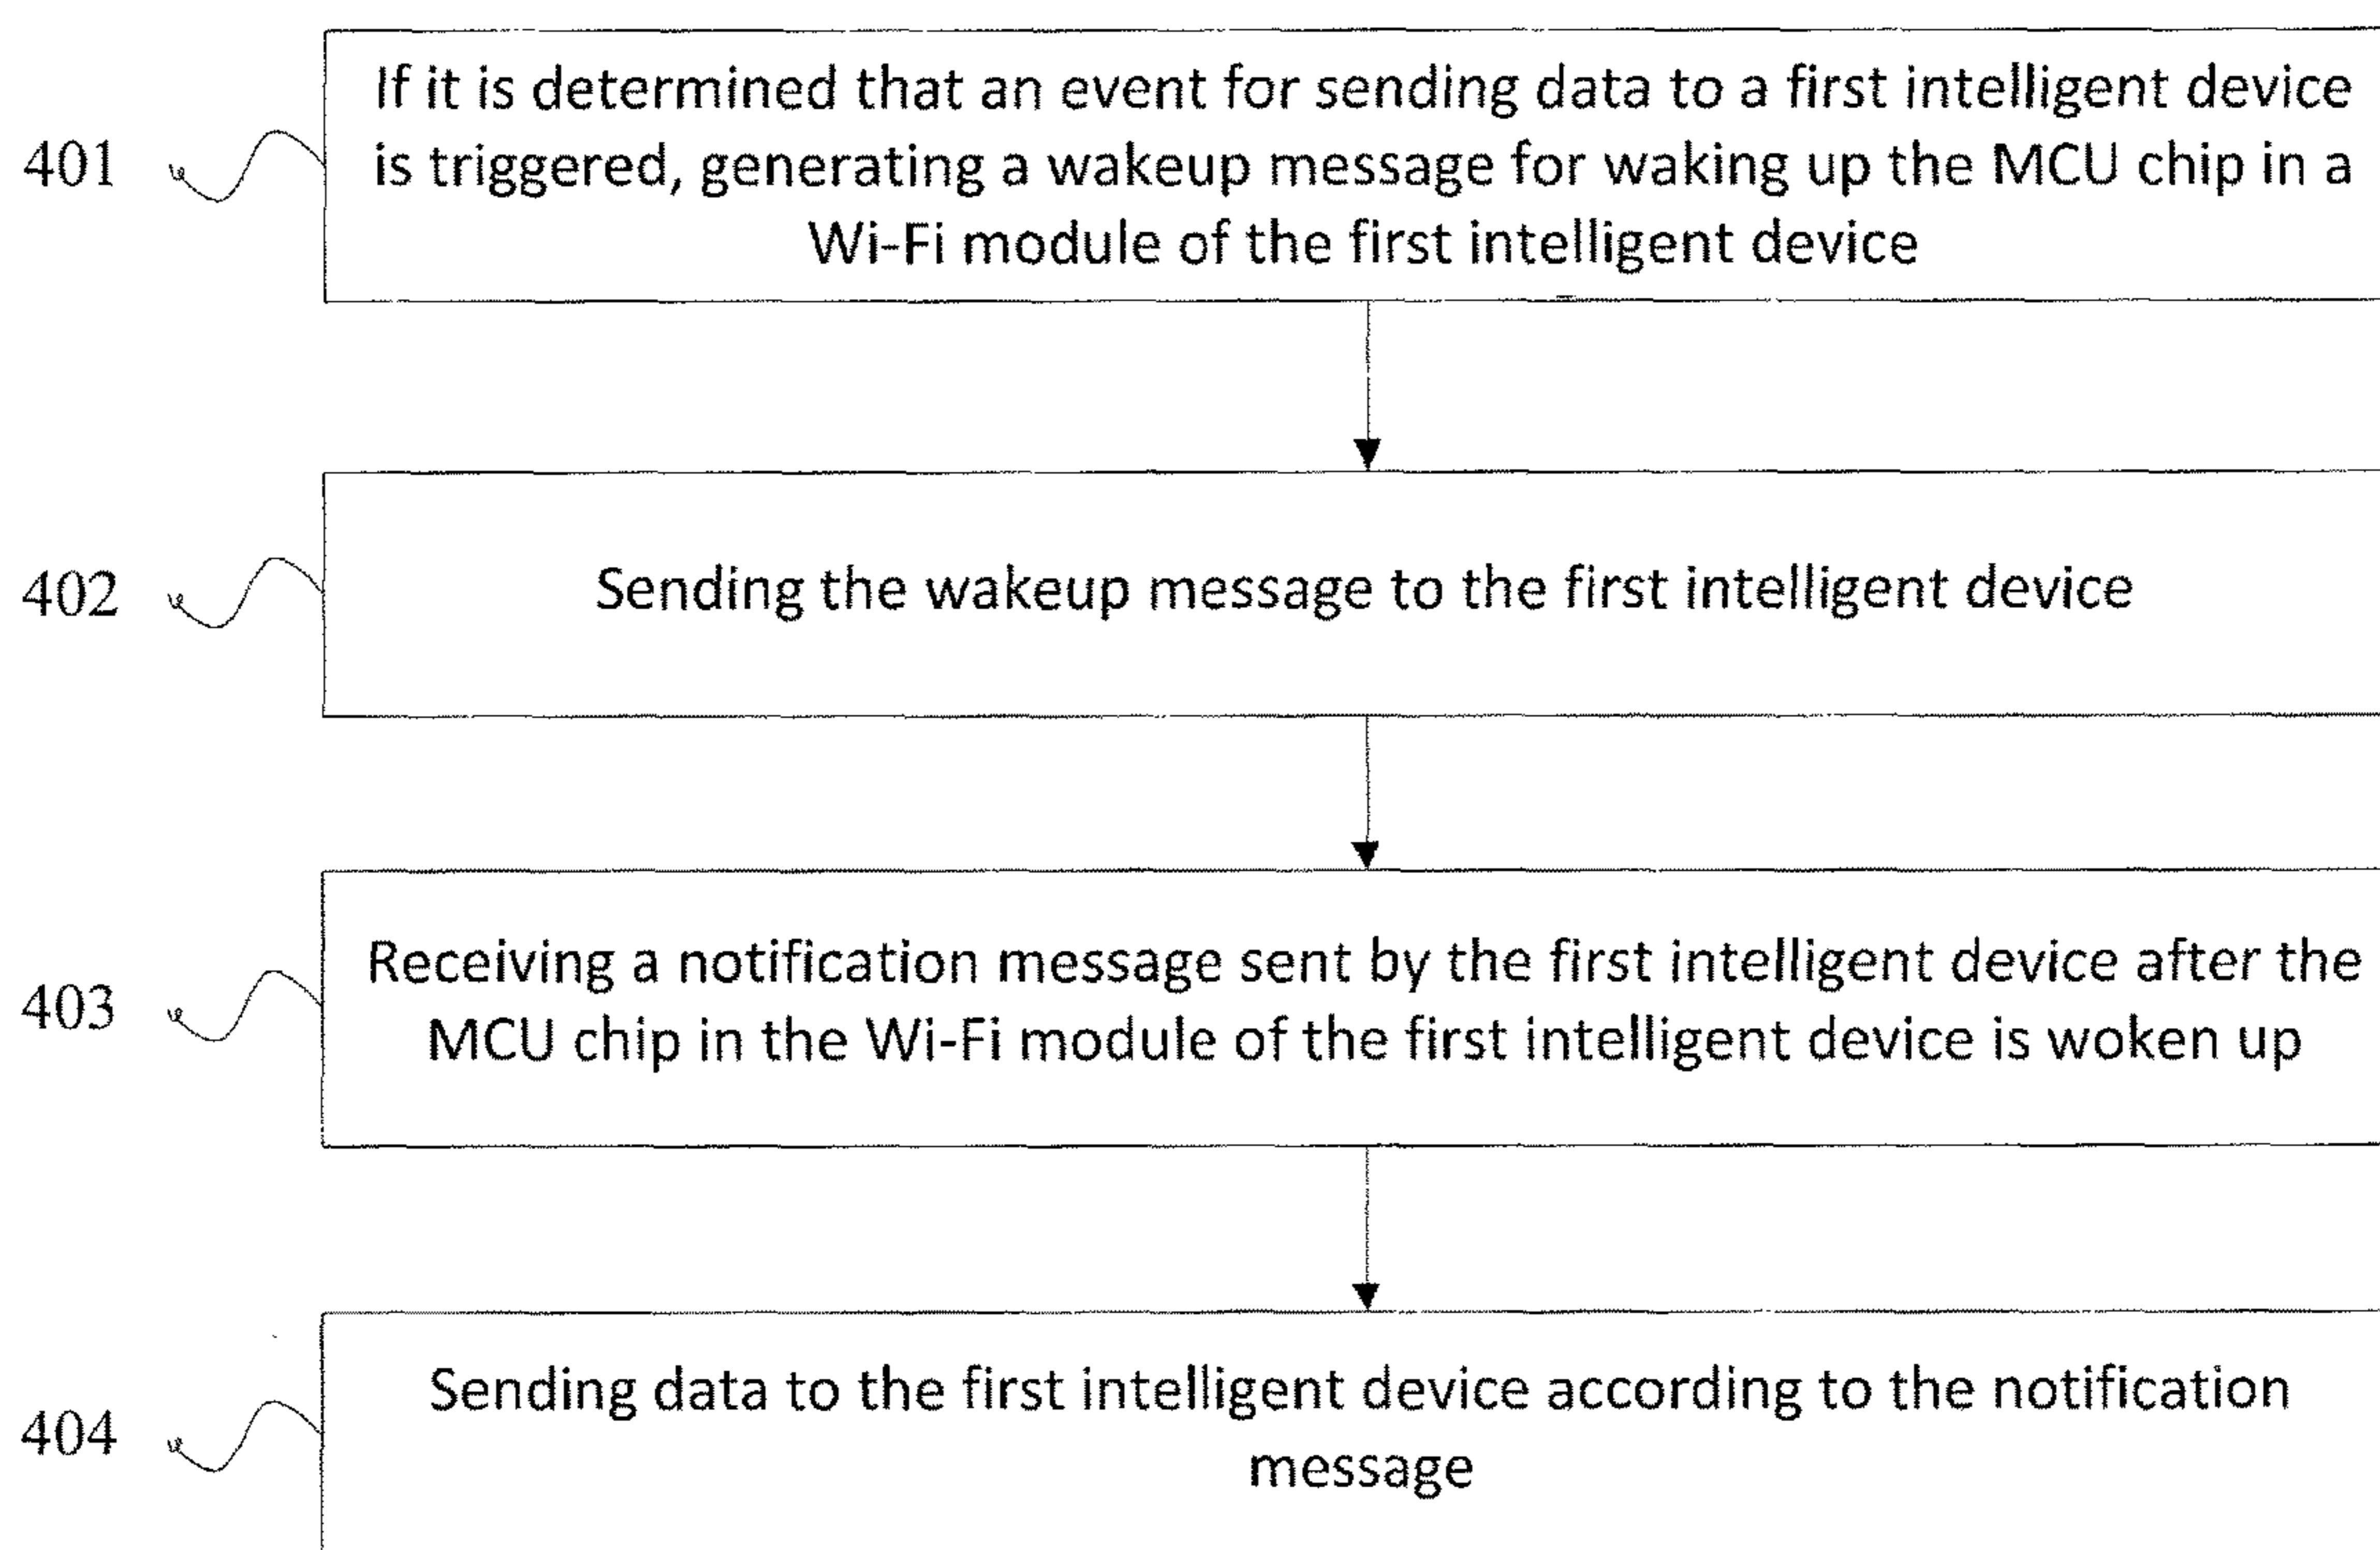 401
If it is determined that an event for sending data to a first intelligent device
is triggered, generating a wakeup message for waking up the MCU chip in a
Wi-Fi module of the first intelligent device
402
Sending the wakeup message to the first intelligent device
403
Receiving a notification message sent by the first intelligent device after the
MCU chip in the Wi-Fi module of the first intelligent device is woken up
404
Sending data to the first intelligent device according to the notification
message